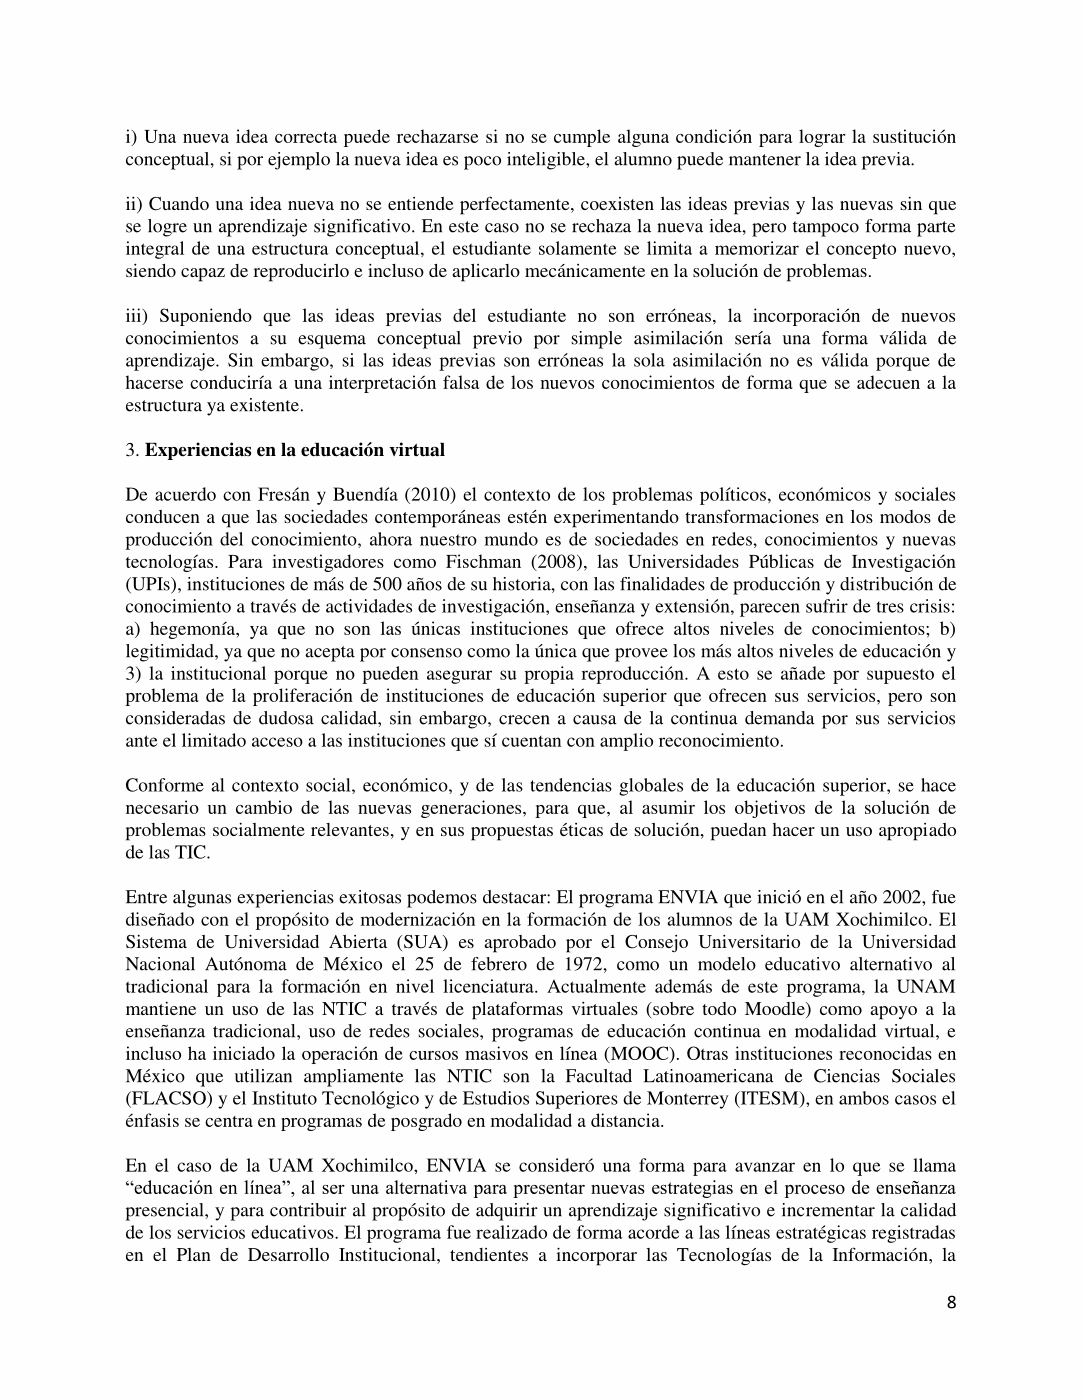 i) Una nueva idea correcta puede rechazarse si no se cumple alguna condición para lograr la sustitución
conceptual, si por ejemplo la nueva idea es poco inteligible, el alumno puede mantener la idea previa.
ii) Cuando una idea nueva no se entiende perfectamente, coexisten las ideas previas y las nuevas sin que
se logre un aprendizaje significativo. En este caso no se rechaza la nueva idea, pero tampoco forma parte
integral de una estructura conceptual, el estudiante solamente se limita a memorizar el concepto nuevo,
siendo capaz de reproducirlo e incluso de aplicarlo mecánicamente en la solución de problemas.
iii) Suponiendo que las ideas previas del estudiante no son erróneas, la incorporación de nuevos
conocimientos a su esquema conceptual previo por simple asimilación sería una forma válida de
aprendizaje. Sin embargo, si las ideas previas son erróneas la sola asimilación no es válida porque de
hacerse conduciría a una interpretación falsa de los nuevos conocimientos de forma que se adecuen a la
estructura ya existente.
3. Experiencias en la educación virtual
De acuerdo con Fresán y Buendía (2010) el contexto de los problemas políticos, económicos y sociales
conducen a que las sociedades contemporáneas estén experimentando transformaciones en los modos de
producción del conocimiento, ahora nuestro mundo es de sociedades en redes, conocimientos y nuevas
tecnologías. Para investigadores como Fischman (2008), las Universidades Públicas de Investigación
(UPIs), instituciones de más de 500 años de su historia, con las finalidades de producción y distribución de
conocimiento a través de actividades de investigación, enseñanza y extensión, parecen sufrir de tres crisis:
a) hegemonía, ya que no son las únicas instituciones que ofrece altos niveles de conocimientos; b)
legitimidad, ya que no acepta por consenso como la única que provee los más altos niveles de educación y
3) la institucional porque no pueden asegurar su propia reproducción. A esto se añade por supuesto el
problema de la proliferación de instituciones de educación superior que ofrecen sus servicios, pero son
consideradas de dudosa calidad, sin embargo, crecen a causa de la continua demanda por sus servicios
ante el limitado acceso a las instituciones que sí cuentan con amplio reconocimiento.
Conforme al contexto social, económico, y de las tendencias globales de la educación superior, se hace
necesario un cambio de las nuevas generaciones, para que, al asumir los objetivos de la solución de
problemas socialmente relevantes, y en sus propuestas éticas de solución, puedan hacer un uso apropiado
de las TIC.
Entre algunas experiencias exitosas podemos destacar: El programa ENVIA que inició en el año 2002, fue
diseñado con el propósito de modernización en la formación de los alumnos de la UAM Xochimilco. El
Sistema de Universidad Abierta (SUA) es aprobado por el Consejo Universitario de la Universidad
Nacional Autónoma de México el 25 de febrero de 1972, como un modelo educativo alternativo al
tradicional para la formación en nivel licenciatura. Actualmente además de este programa, la UNAM
mantiene un uso de las NTIC a través de plataformas virtuales (sobre todo Moodle) como apoyo a la
enseñanza tradicional, uso de redes sociales, programas de educación continua en modalidad virtual, e
incluso ha iniciado la operación de cursos masivos en línea (MOOC). Otras instituciones reconocidas en
México que utilizan ampliamente las NTIC son la Facultad Latinoamericana de Ciencias Sociales
(FLACSO) y el Instituto Tecnológico y de Estudios Superiores de Monterrey (ITESM), en ambos casos el
énfasis se centra en programas de posgrado en modalidad a distancia.
En el caso de la UAM Xochimilco, ENVIA se consideró una forma para avanzar en lo que se llama
“educación en línea”, al ser una alternativa para presentar nuevas estrategias en el proceso de enseñanza
presencial, y para contribuir al propósito de adquirir un aprendizaje significativo e incrementar la calidad
de los servicios educativos. El programa fue realizado de forma acorde a las líneas estratégicas registradas
en el Plan de Desarrollo Institucional, tendientes a incorporar las Tecnologías de la Información, la
8